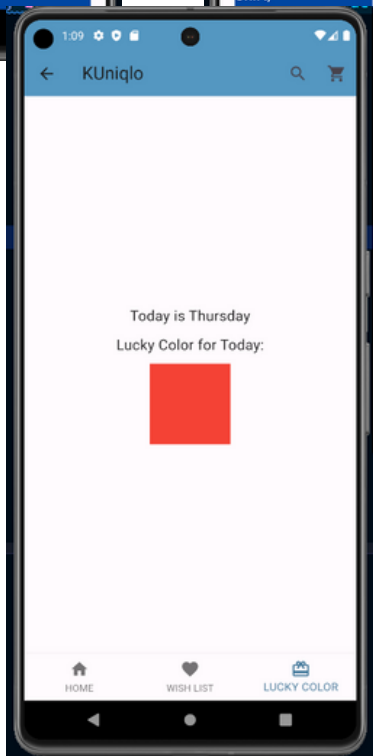 1:09
KUniqlo
Today is Thursday
Lucky Color for Today:
HOME
WISH LIST
LUCKY COLOR